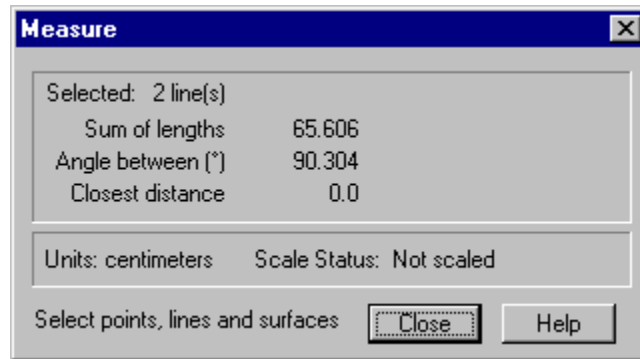 Measure
Selected: 2 line(s)
Sum of lengths 65.606
Angle between (°) 90.304
Closest distance 0.0
Units: centimeters Scale Status: Not scaled
Select points, lines and surfaces Close Help